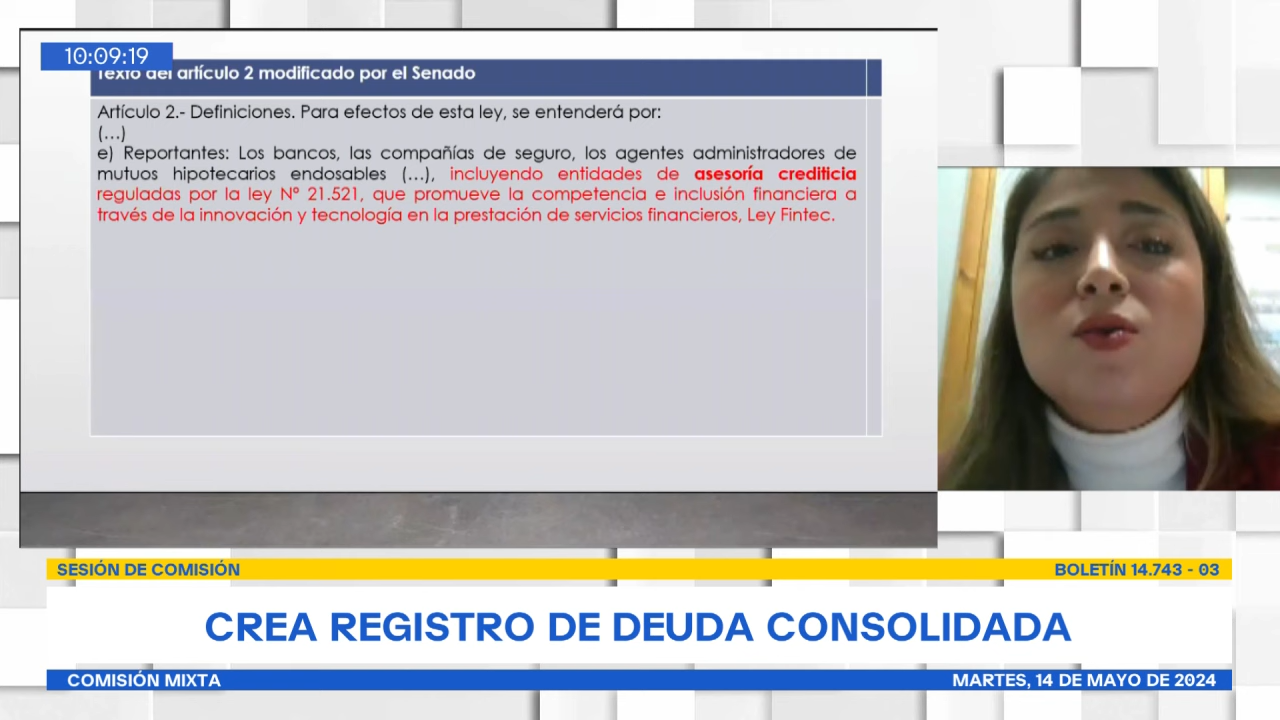 10:09:19
Texto del artículo 2 modificado por el Senado
Artículo 2.- Definiciones. Para efectos de esta ley, se entenderá por:
(...)
e) Reportantes: Los bancos, las compañías de seguro, los agentes administradores de
mutuos hipotecarios endosables (...), incluyendo entidades de asesoría crediticia
reguladas por la ley Nº 21.521, que promueve la competencia e inclusión financiera a
través de la innovación y tecnología en la prestación de servicios financieros, Ley Fintec.
SESIÓN DE COMISIÓN
BOLETÍN 14.743 - 03
CREA REGISTRO DE DEUDA CONSOLIDADA
COMISIÓN MIXTA
MARTES, 14 DE MAYO DE 2024